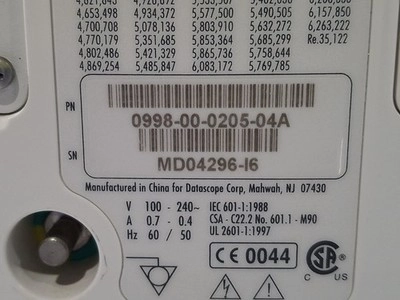 4,653,498 4,934,372 5,577,500 5,490,505 6,157,850
4,700,708 5,078,136 5,803,910 5,632,272 6,263,222
4,770,179 5,351,685 5,853,364 5,685,299 Re.35,122
4,802,486 5,421,329 5,865,736 5,758,644
4,869,254 5,485,847 6,083,172 5,769,785
PN
0998-00-0205-04A
SN
MD04296-I6
Manufactured in China for Datascope Corp, Mahwah, NJ 07430
V 100 - 240~ IEC 601-1:1988
A 0.7 - 0.4 CSA - C22.2 No. 601.1 - M90
Hz 60 / 50 UL 2601-1:1997
CE 0044
SA
C US